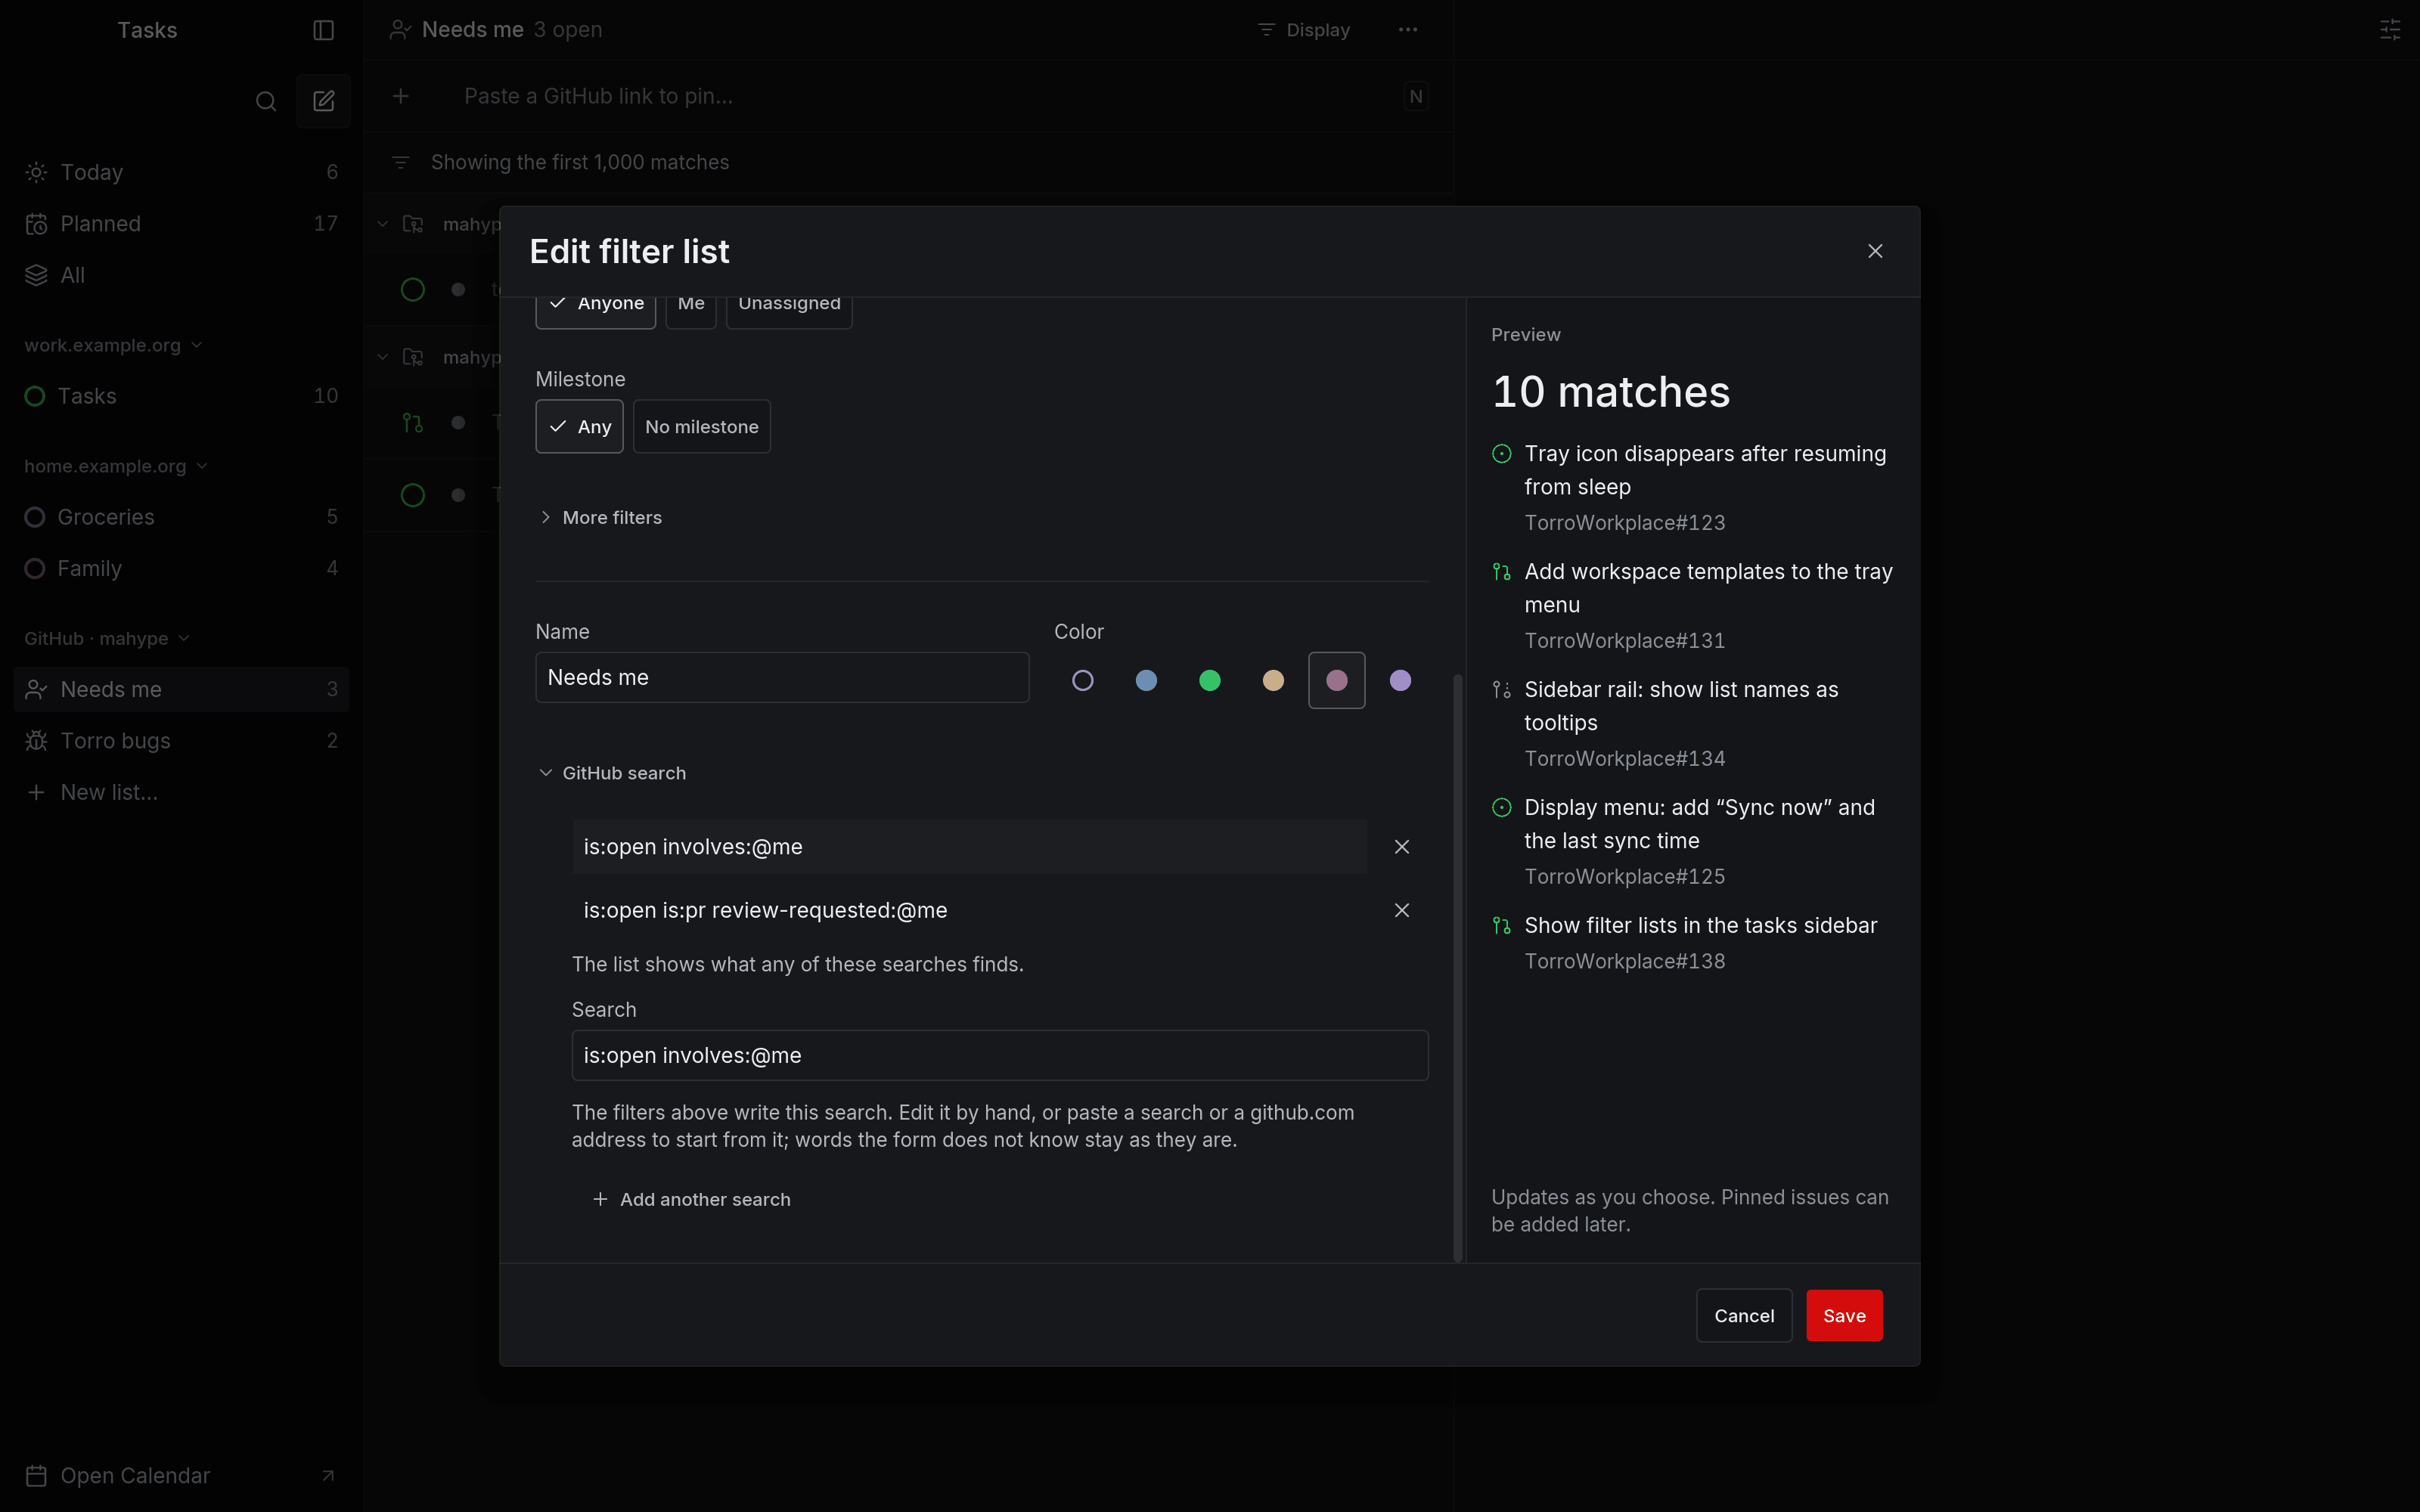 Tasks
Needs me 3 open
Display
Paste a GitHub link to pin...
N
Showing the first 1,000 matches
Today 6
Planned 17
All
work.example.org
Tasks 10
home.example.org
Groceries 5
Family 4
GitHub · mahype
Needs me 3
Torro bugs 2
New list...
Open Calendar
Edit filter list
Anyone
Me
Unassigned
Milestone
Any
No milestone
More filters
Name
Needs me
Color
GitHub search
is:open involves:@me
is:open is:pr review-requested:@me
The list shows what any of these searches finds.
Search
is:open involves:@me
The filters above write this search. Edit it by hand, or paste a search or a github.com
address to start from it; words the form does not know stay as they are.
Add another search
Preview
10 matches
Tray icon disappears after resuming
from sleep
TorroWorkplace#123
Add workspace templates to the tray
menu
TorroWorkplace#131
Sidebar rail: show list names as
tooltips
TorroWorkplace#134
Display menu: add “Sync now” and
the last sync time
TorroWorkplace#125
Show filter lists in the tasks sidebar
TorroWorkplace#138
Updates as you choose. Pinned issues can
be added later.
Cancel
Save